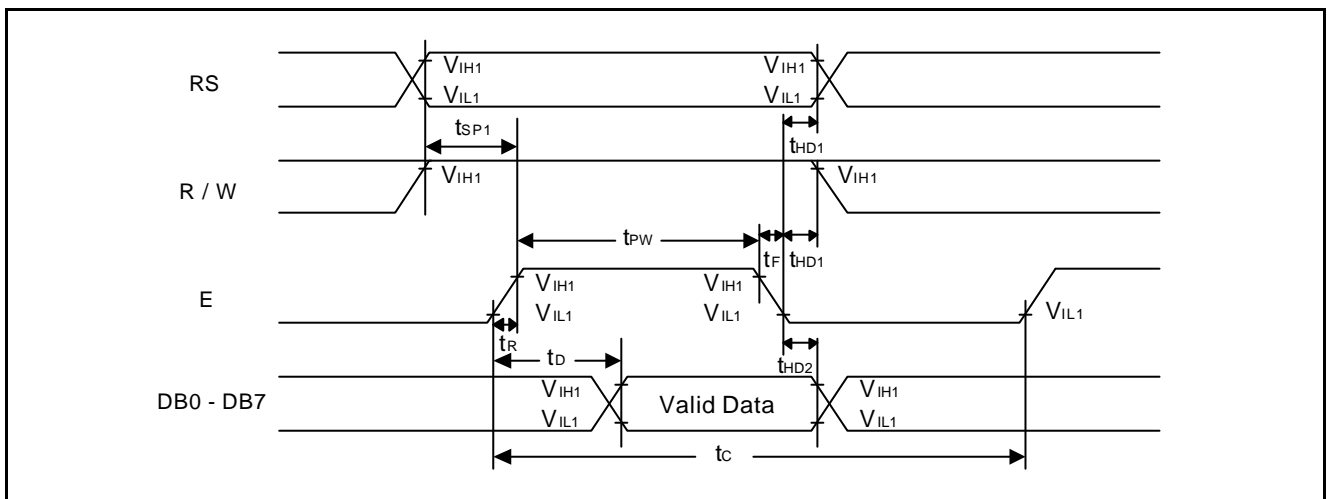 RS
VIH1 VIH1
VIL1 VIL1
tSP1
tHD1
R / W
VIH1 VIH1
tPW
tF tHD1
E
VIH1 VIH1
VIL1 VIL1 VIL1
tR
tD
tHD2
DB0 - DB7
VIH1 VIH1
Valid Data
VIL1 VIL1
tC